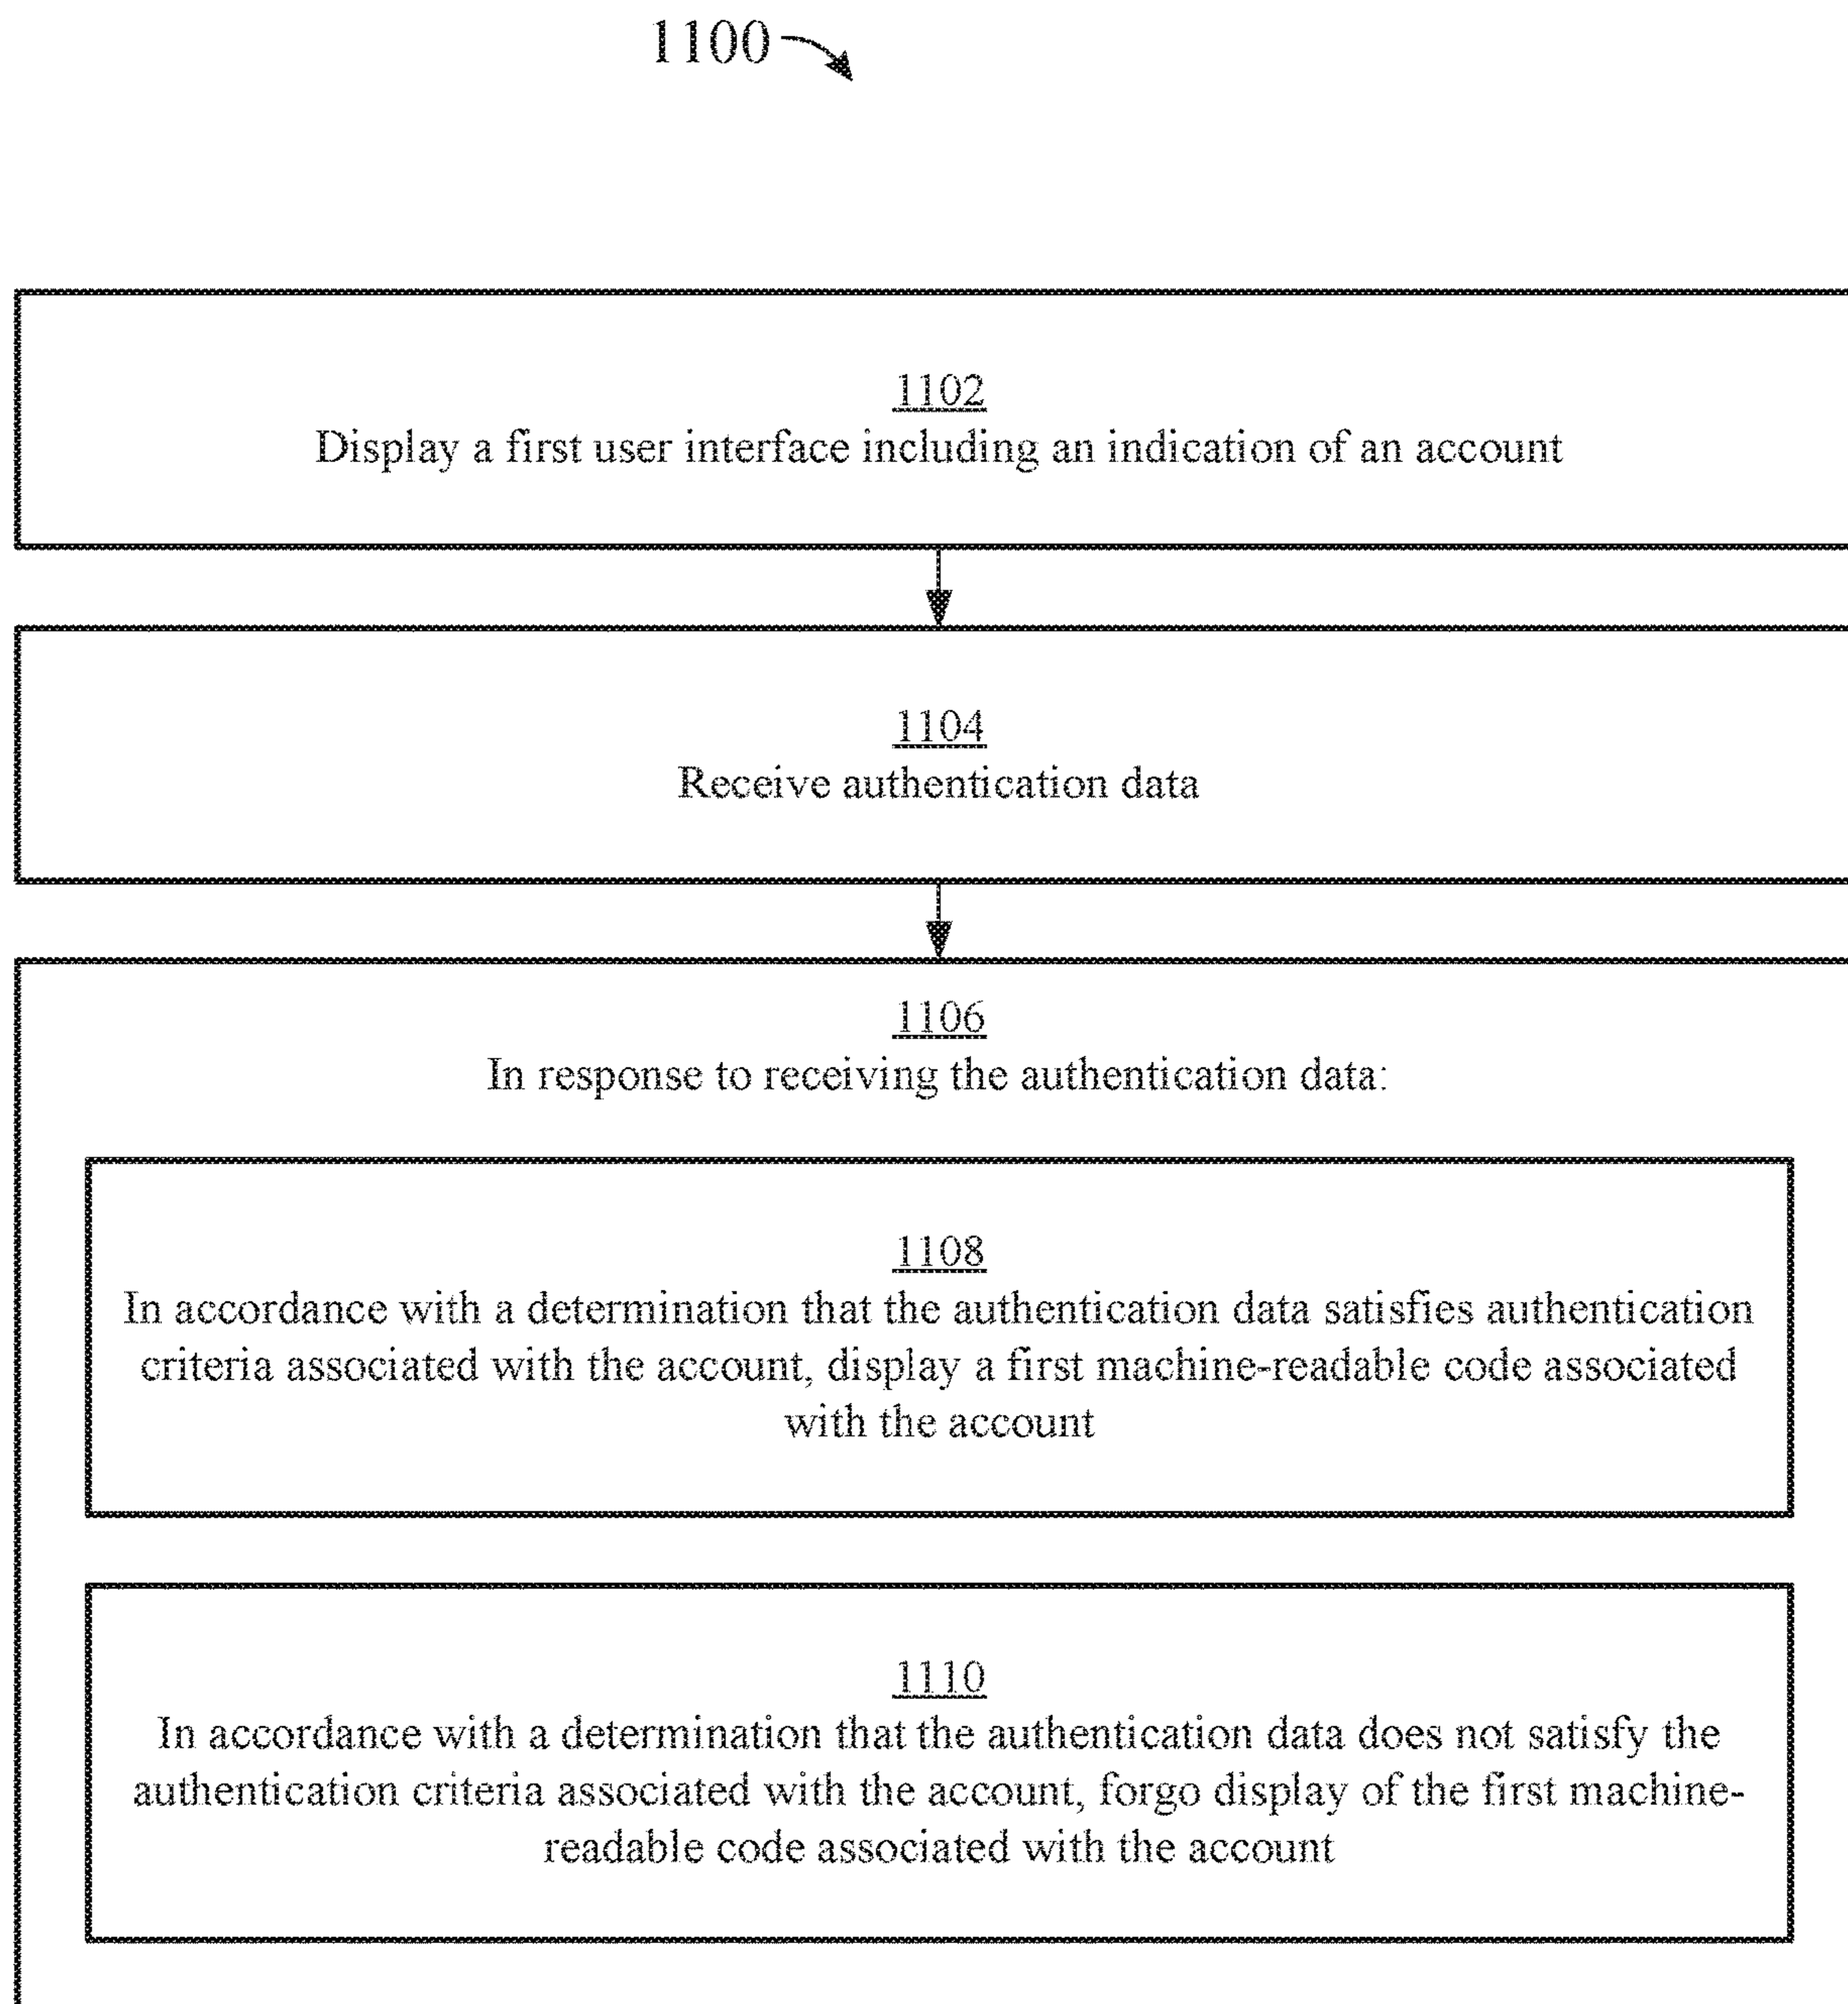 1100
1102
Display a first user interface including an indication of an account
1104
Receive authentication data
1106
In response to receiving the authentication data:
1108
In accordance with a determination that the authentication data satisfies authentication
criteria associated with the account, display a first machine-readable code associated
with the account
1110
In accordance with a determination that the authentication data does not satisfy the
authentication criteria associated with the account, forgo display of the first machine-
readable code associated with the account